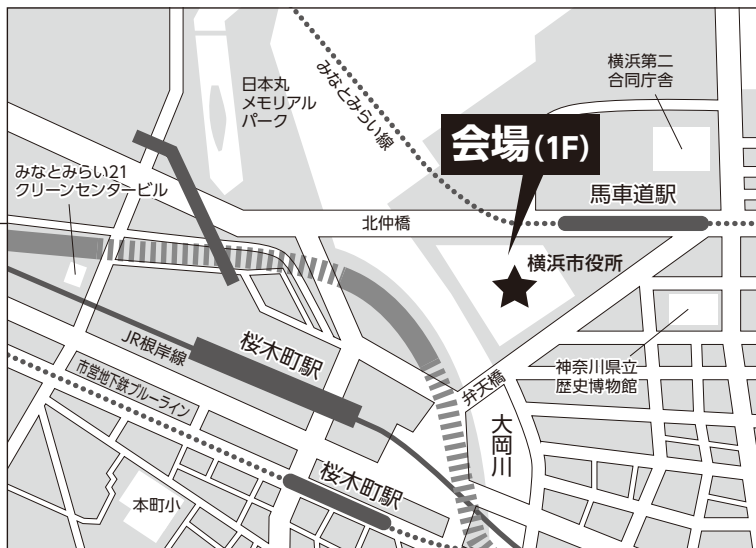 横浜第二
合同庁舎
日本丸
メモリアル
パーク
みなとみらい線
会場(1F)
みなとみらい21
クリーンセンタービル
馬車道駅
北仲橋
横浜市役所
JR根岸線
桜木町駅
市営地下鉄ブルーライン
弁天橋
神奈川県立
歴史博物館
大岡川
桜木町駅
本町小